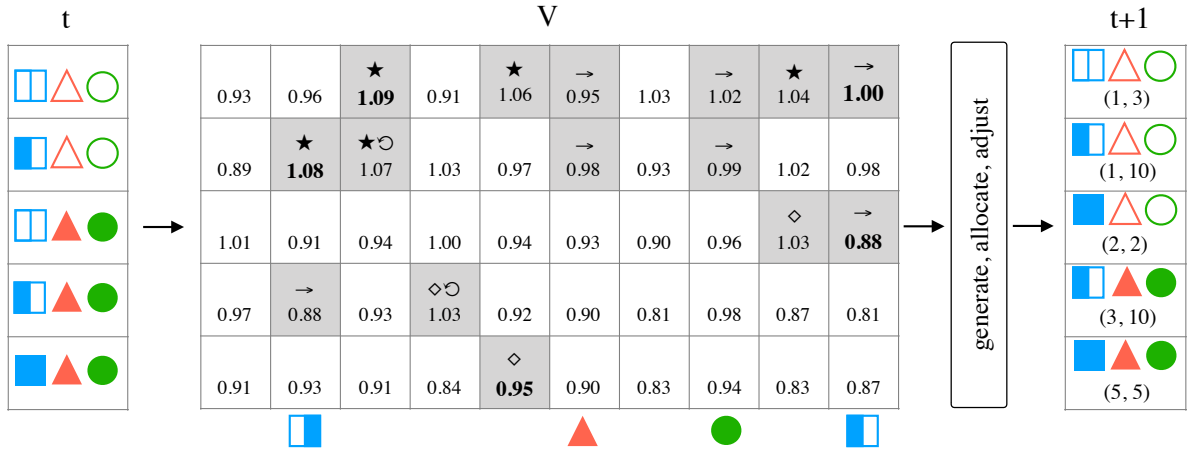 t V t+1
★ ★ → → ★ →
0.93 0.96 1.09 0.91 1.06 0.95 1.03 1.02 1.04 1.00
(1, 3)
★ ★↺ → →
0.89 1.08 1.07 1.03 0.97 0.98 0.93 0.99 1.02 0.98
(1, 10)
◇ →
1.01 0.91 0.94 1.00 0.94 0.93 0.90 0.96 1.03 0.88
(2, 2)
→ ◇↺
0.97 0.88 0.93 1.03 0.92 0.90 0.81 0.98 0.87 0.81
(3, 10)
◇
0.91 0.93 0.91 0.84 0.95 0.90 0.83 0.94 0.83 0.87
(5, 5)
generate, allocate, adjust